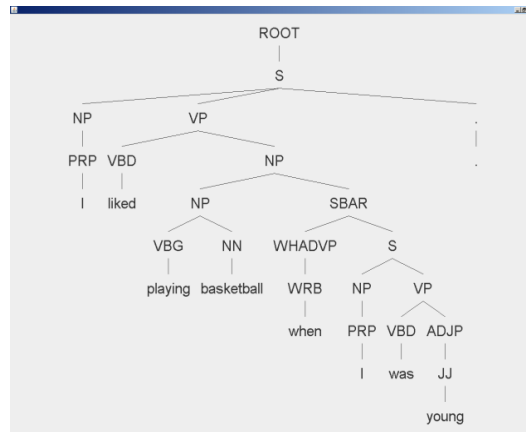 ROOT
S
NP VP .
PRP VBD NP .
I liked NP SBAR
VBG NN WHADVP S
playing basketball WRB NP VP
when PRP VBD ADJP
I was JJ
young